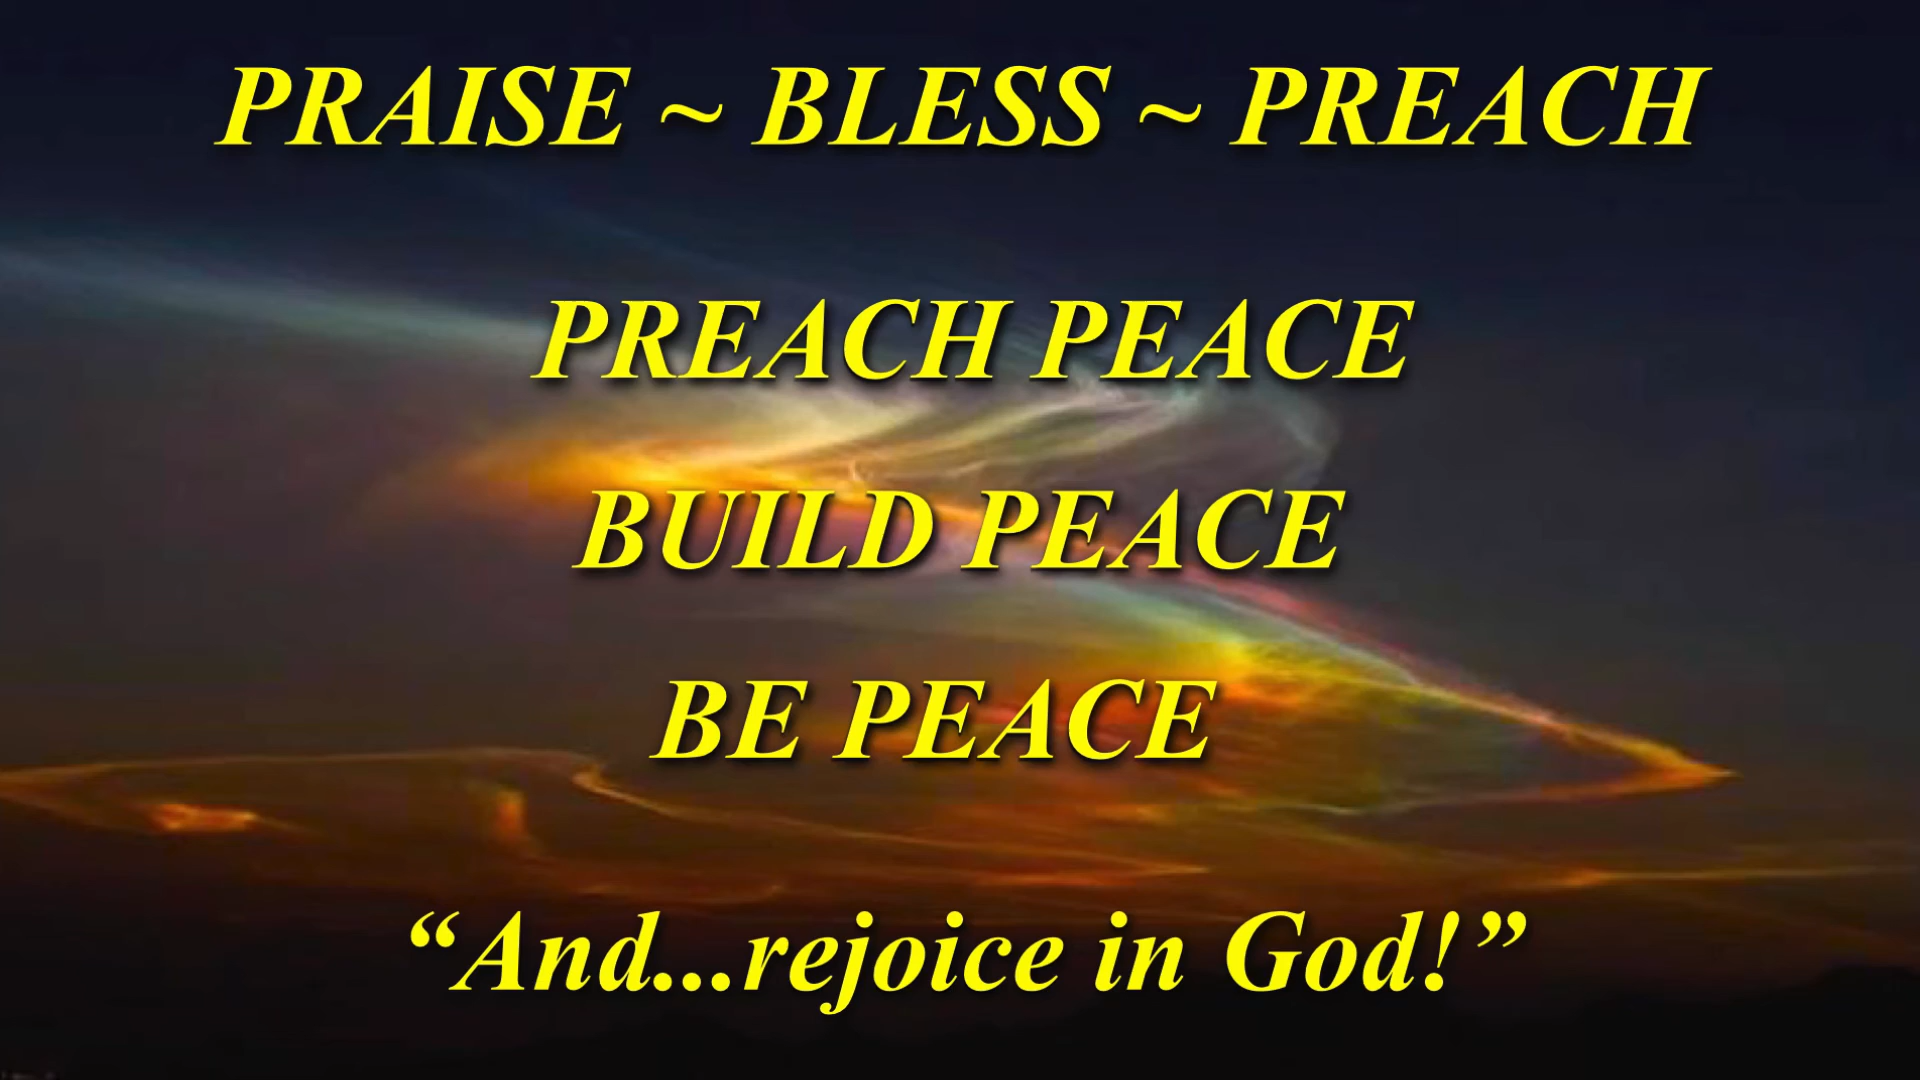 PRAISE ~ BLESS ~ PREACH
PREACH PEACE
BUILD PEACE
BE PEACE
“And...rejoice in God!”